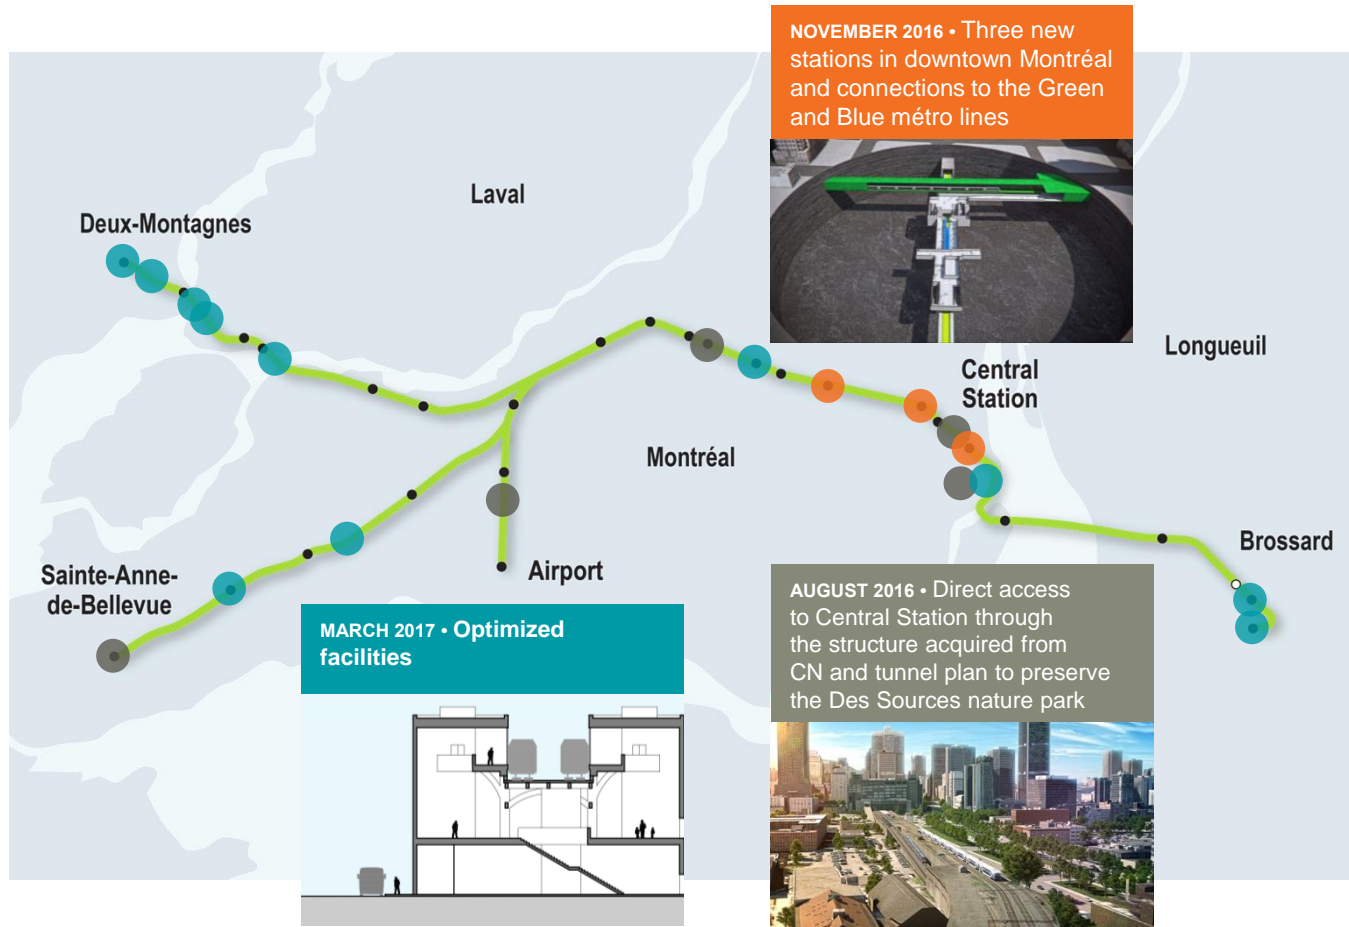 NOVEMBER 2016 • Three new
stations in downtown Montréal
and connections to the Green
and Blue métro lines
Laval
Deux-Montagnes
Longueuil
Central
Station
Montréal
Brossard
Airport
Sainte-Anne-
de-Bellevue
MARCH 2017 • Optimized
facilities
AUGUST 2016 • Direct access
to Central Station through
the structure acquired from
CN and tunnel plan to preserve
the Des Sources nature park